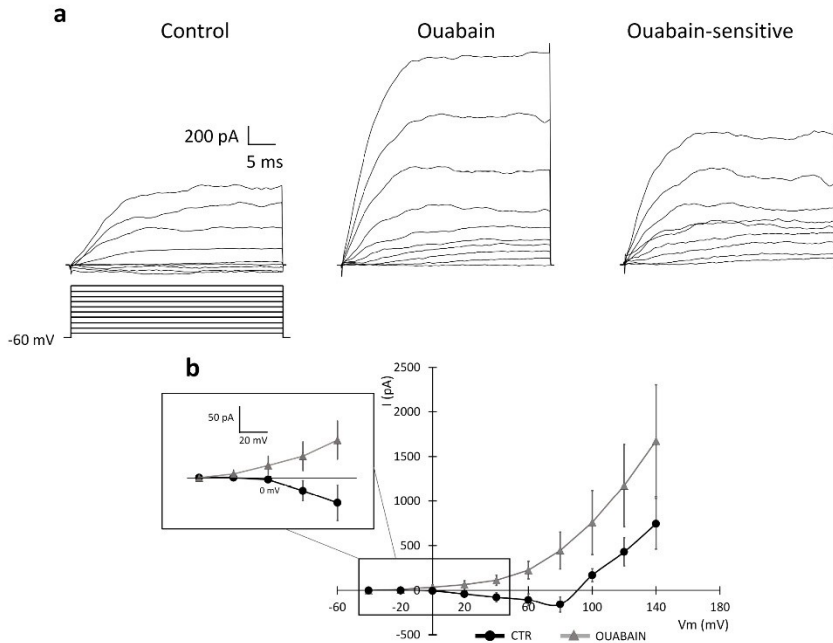 a
Control
Ouabain
Ouabain-sensitive
200 pA
5 ms
-60 mV
b
50 pA
20 mV
0 mV
I (pA)
2500
2000
1500
1000
500
0
-500
-60
-20
20
60
100
140
180
Vm (mV)
CTR
OUABAIN